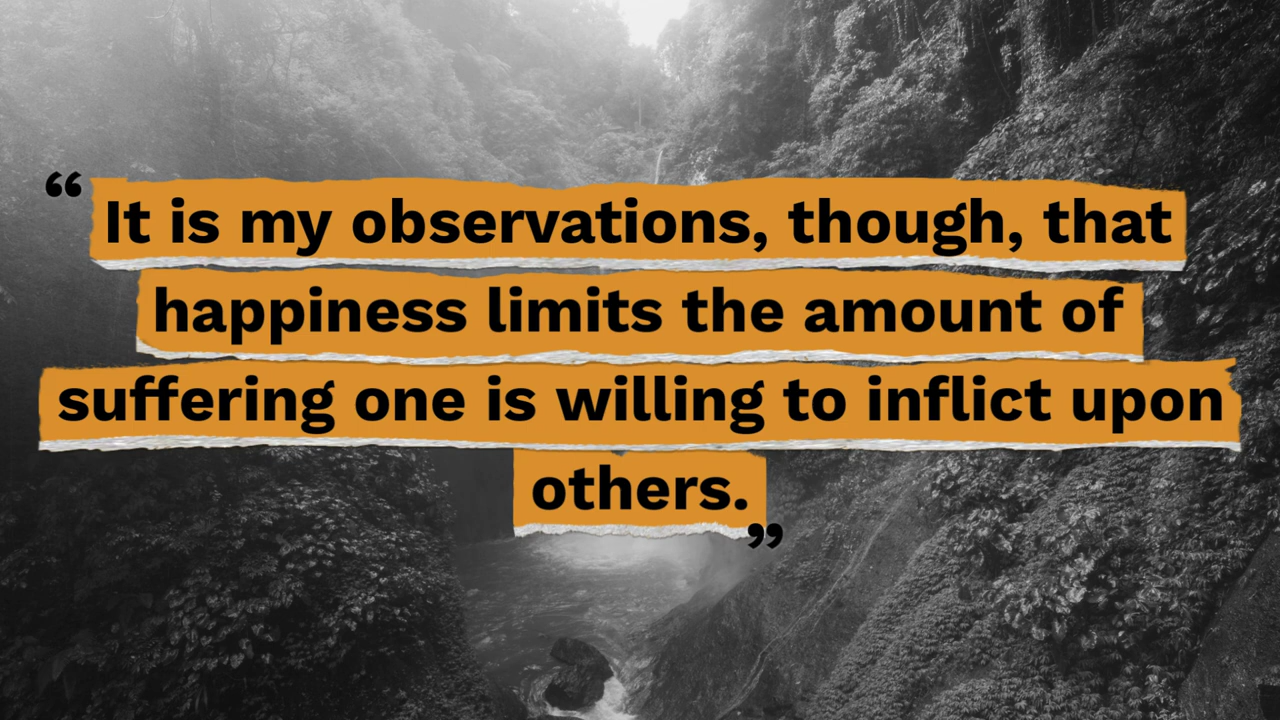 “It is my observations, though, that
happiness limits the amount of
suffering one is willing to inflict upon
others.”